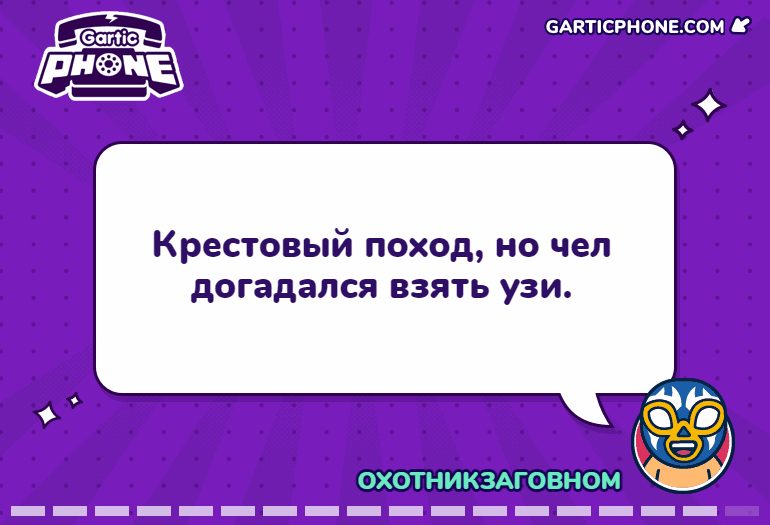 GARTICPHONE.COM
Gartic
PHONE
Крестовый поход, но чел
догадался взять узи.
ОХОТНИКЗАГОВНОМ